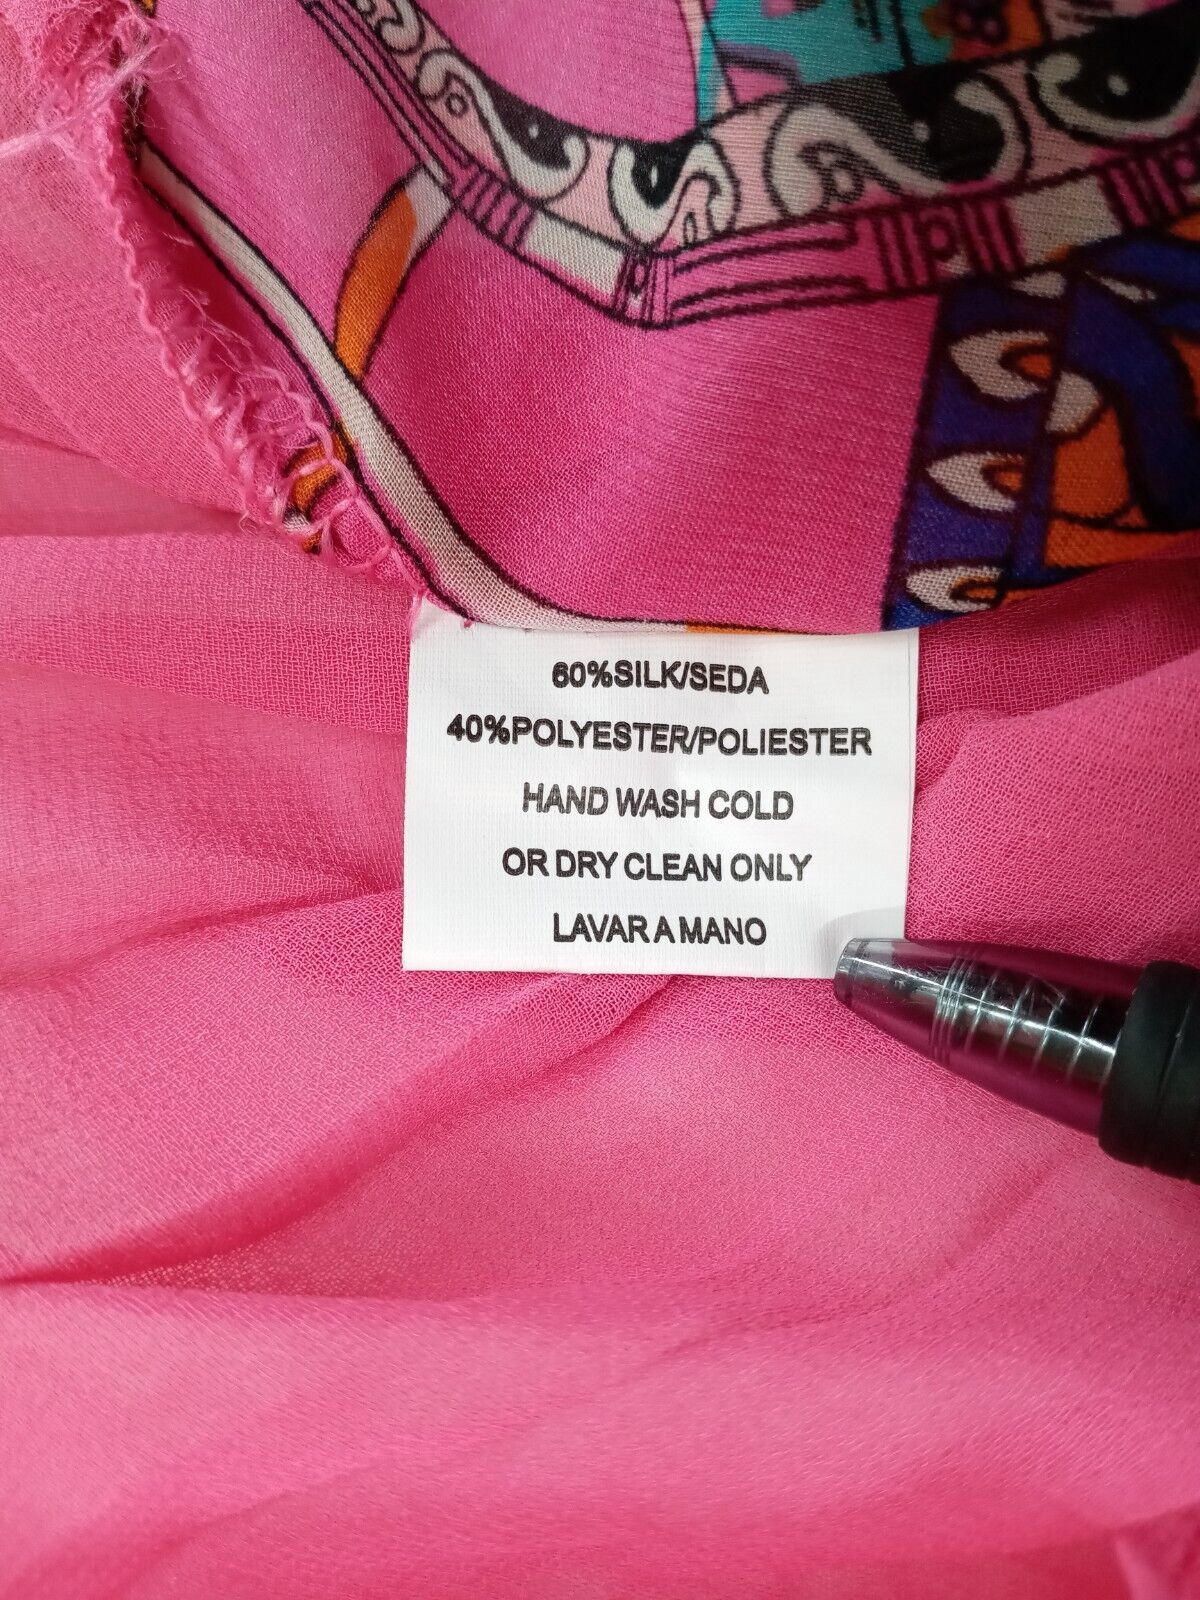 60%SILK/SEDA
40%POLYESTER/POLIESTER
HAND WASH COLD
OR DRY CLEAN ONLY
LAVAR A MANO